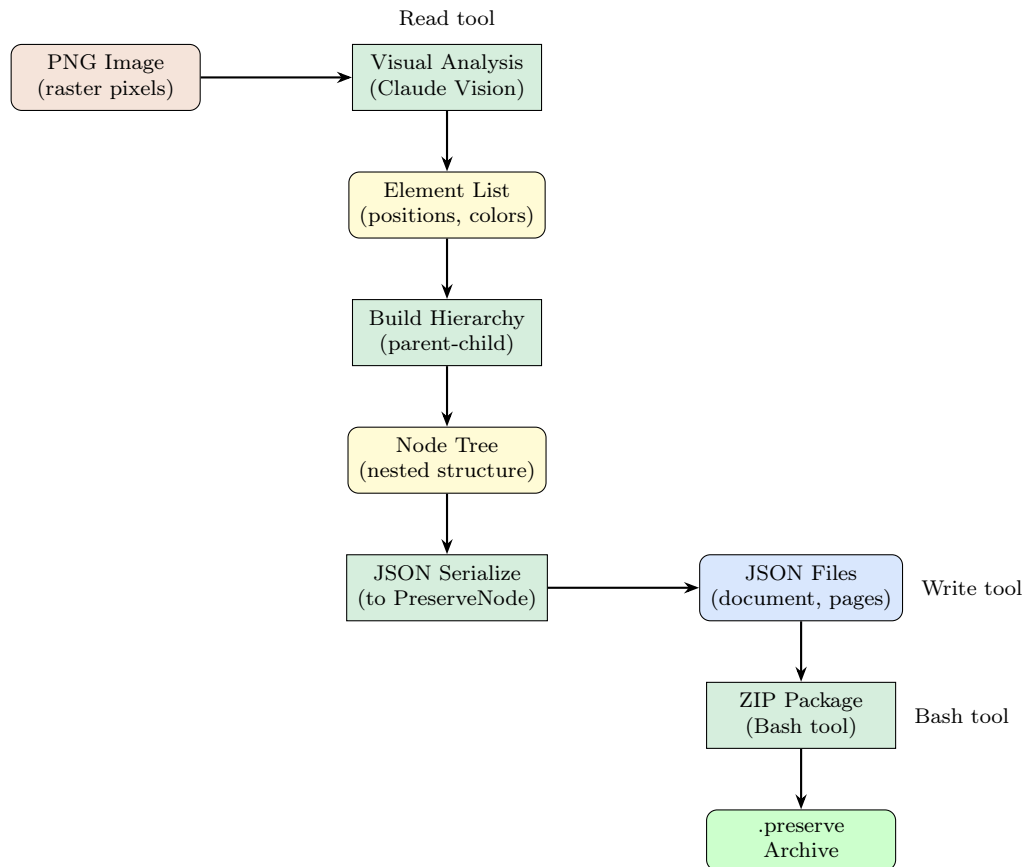 Read tool
PNG Image
(raster pixels)
Visual Analysis
(Claude Vision)
Element List
(positions, colors)
Build Hierarchy
(parent-child)
Node Tree
(nested structure)
JSON Serialize
(to PreserveNode)
JSON Files
(document, pages)
Write tool
ZIP Package
(Bash tool)
Bash tool
.preserve
Archive